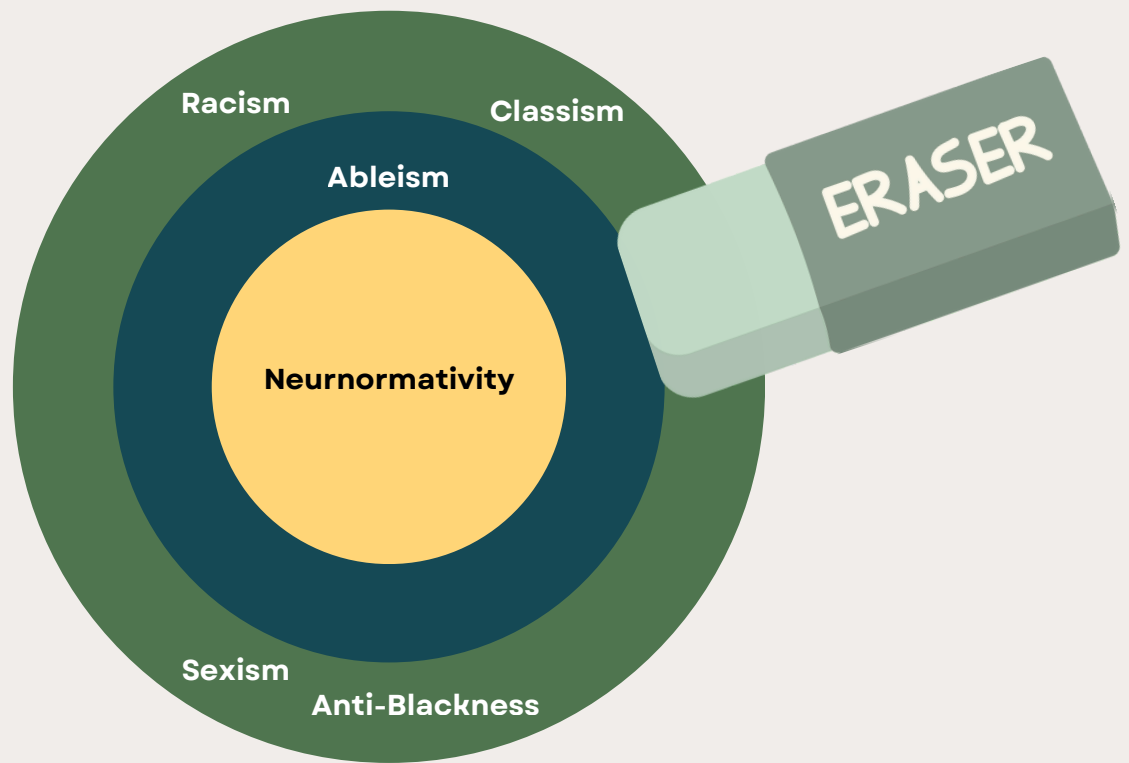 Racism
Classism
Ableism
ERASER
Neurnormativity
Sexism
Anti-Blackness